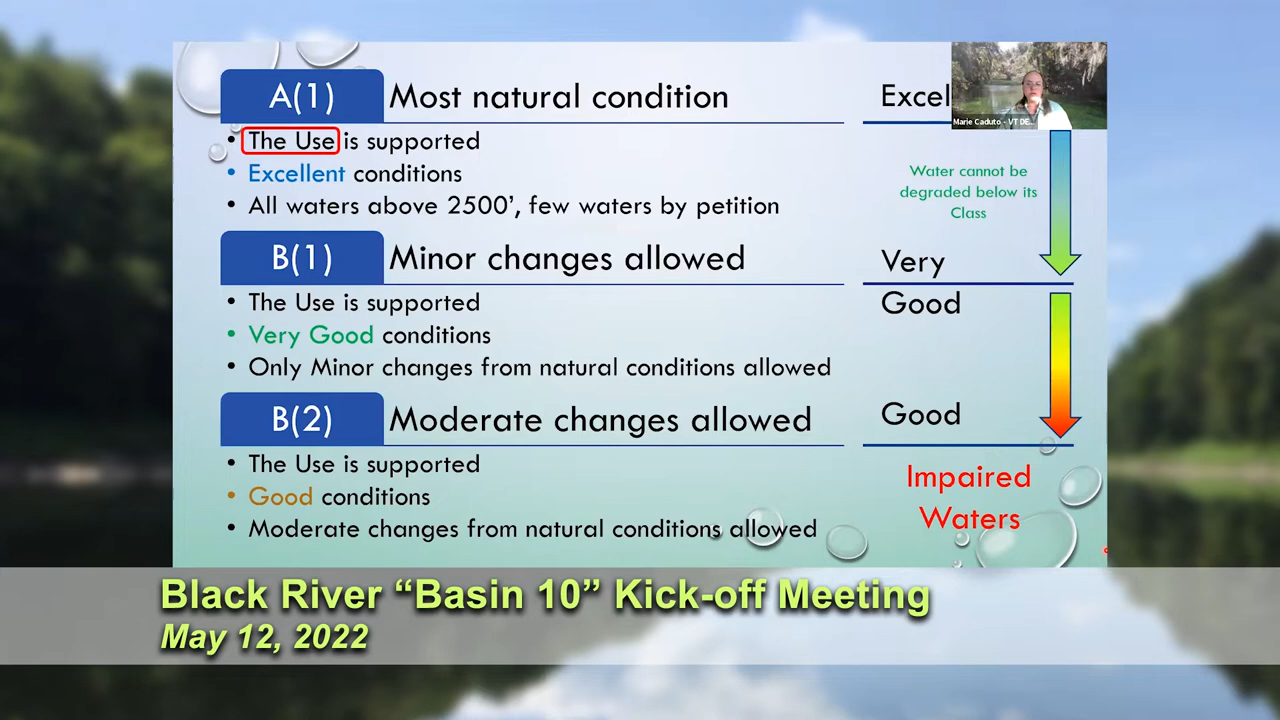 A(1) Most natural condition
• The Use is supported
• Excellent conditions
• All waters above 2500’, few waters by petition
B(1) Minor changes allowed
• The Use is supported
• Very Good conditions
• Only Minor changes from natural conditions allowed
B(2) Moderate changes allowed
• The Use is supported
• Good conditions
• Moderate changes from natural conditions allowed
Excel
Marie Caduto - VT DE...
Water cannot be
degraded below its
Class
Very
Good
Good
Impaired
Waters
Black River “Basin 10” Kick-off Meeting
May 12, 2022